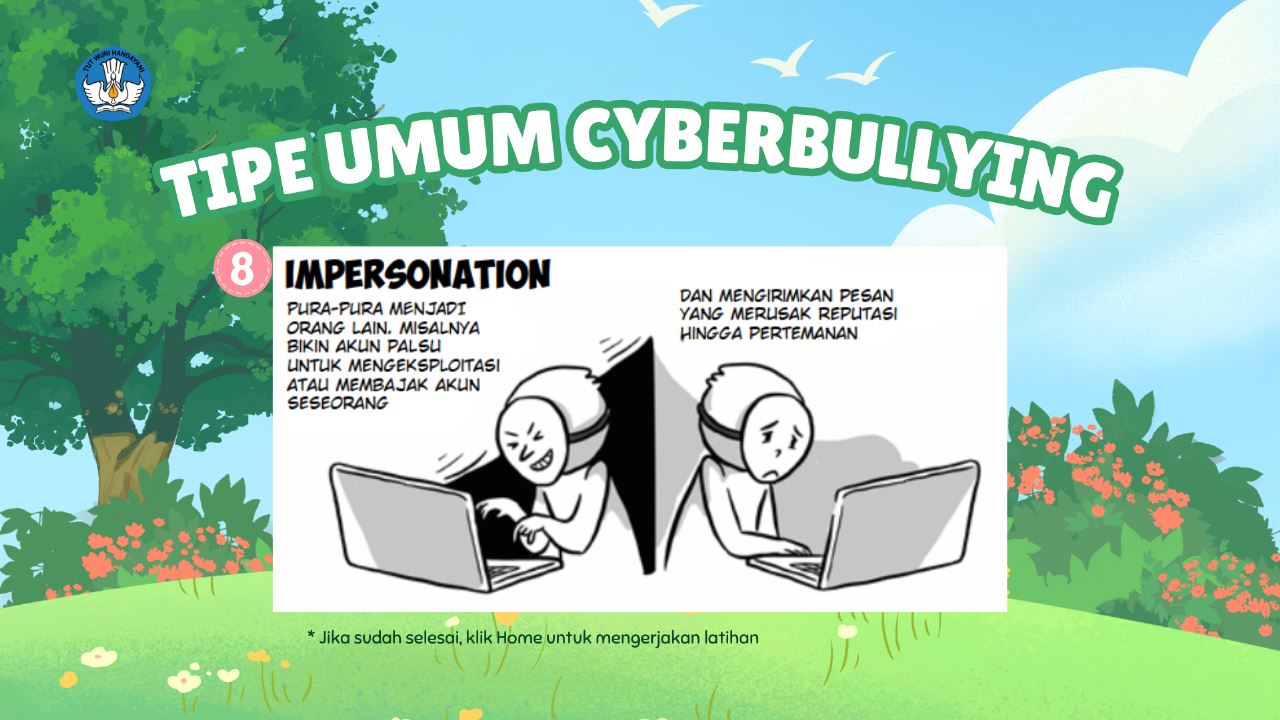 TUT WURI HANDAYANI
TIPE UMUM CYBERBULLYING
8
IMPERSONATION
PURA-PURA MENJADI
ORANG LAIN. MISALNYA
BIKIN AKUN PALSU
UNTUK MENGEKSPLOITASI
ATAU MEMBAJAK AKUN
SESEORANG
DAN MENGIRIMKAN PESAN
YANG MERUSAK REPUTASI
HINGGA PERTEMANAN
* Jika sudah selesai, klik Home untuk mengerjakan latihan